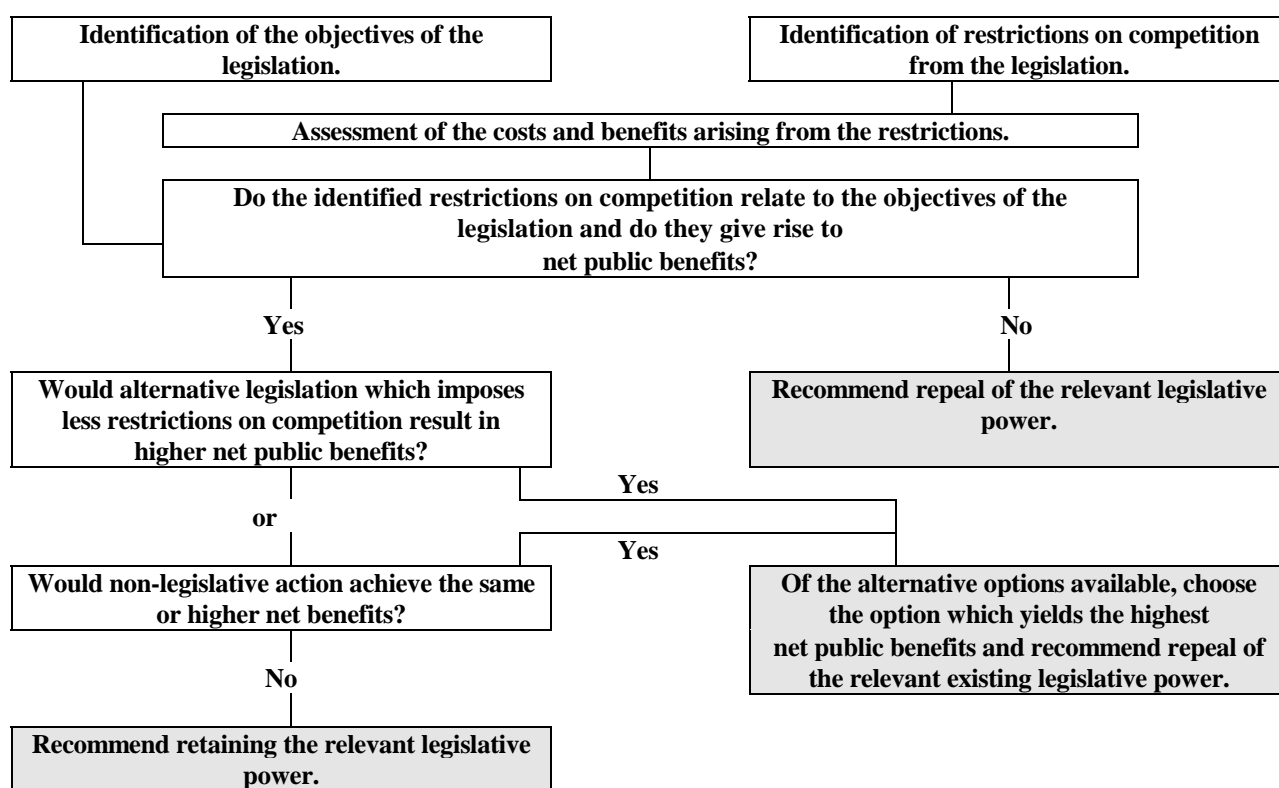 Identification of the objectives of the
legislation.
Identification of restrictions on competition
from the legislation.
Assessment of the costs and benefits arising from the restrictions.
Do the identified restrictions on competition relate to the objectives of the
legislation and do they give rise to
net public benefits?
Yes
No
Would alternative legislation which imposes
less restrictions on competition result in
higher net public benefits?
Recommend repeal of the relevant legislative
power.
Yes
or
Yes
Would non-legislative action achieve the same
or higher net benefits?
Of the alternative options available, choose
the option which yields the highest
net public benefits and recommend repeal of
the relevant existing legislative power.
No
Recommend retaining the relevant legislative
power.